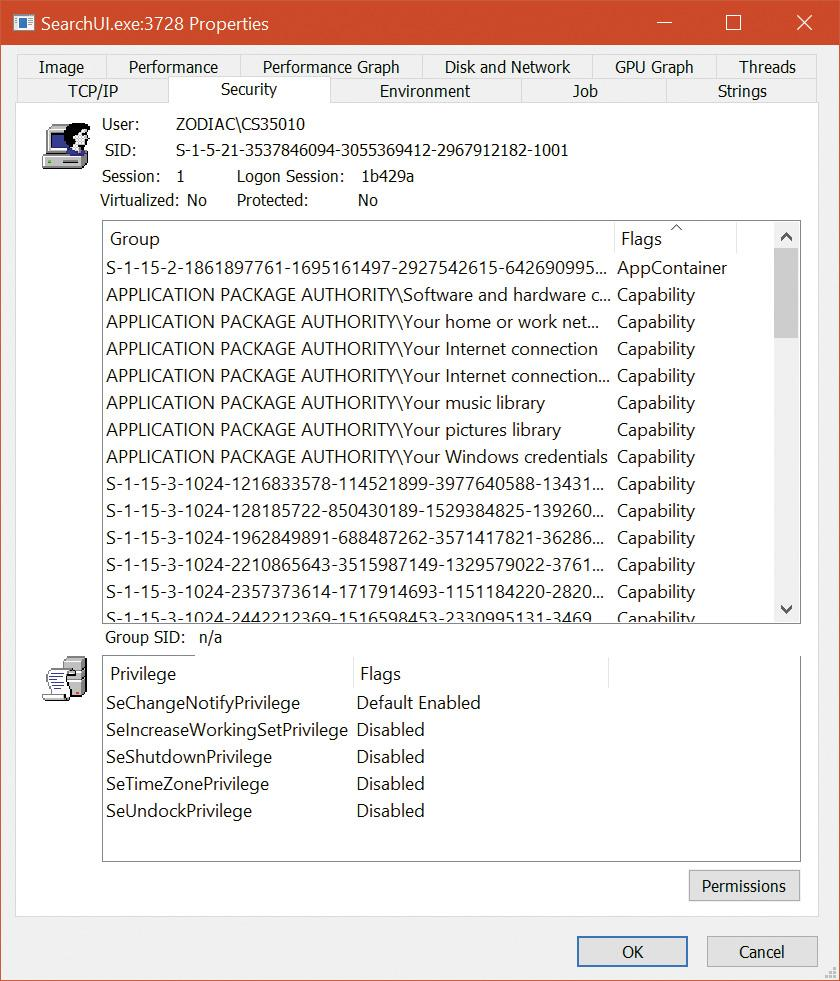 SearchUI.exe:3728 Properties
Image Performance Performance Graph Disk and Network GPU Graph Threads
TCP/IP Security Environment Job Strings
User: ZODIAC\CS35010
SID: S-1-5-21-3537846094-3055369412-2967912182-1001
Session: 1 Logon Session: 1b429a
Virtualized: No Protected: No
Group Flags
S-1-15-2-1861897761-1695161497-2927542615-642690995... AppContainer
APPLICATION PACKAGE AUTHORITY\Software and hardware c... Capability
APPLICATION PACKAGE AUTHORITY\Your home or work net... Capability
APPLICATION PACKAGE AUTHORITY\Your Internet connection Capability
APPLICATION PACKAGE AUTHORITY\Your Internet connection... Capability
APPLICATION PACKAGE AUTHORITY\Your music library Capability
APPLICATION PACKAGE AUTHORITY\Your pictures library Capability
APPLICATION PACKAGE AUTHORITY\Your Windows credentials Capability
S-1-15-3-1024-1216833578-114521899-3977640588-13431... Capability
S-1-15-3-1024-128185722-850430189-1529384825-139260... Capability
S-1-15-3-1024-1962849891-688487262-3571417821-36286... Capability
S-1-15-3-1024-2210865643-3515987149-1329579022-3761... Capability
S-1-15-3-1024-2357373614-1717914693-1151184220-2820... Capability
S-1-15-3-1024-2442212369-1516598453-2330995131-3469... Capability
Group SID: n/a
Privilege Flags
SeChangeNotifyPrivilege Default Enabled
SeIncreaseWorkingSetPrivilege Disabled
SeShutdownPrivilege Disabled
SeTimeZonePrivilege Disabled
SeUndockPrivilege Disabled
Permissions
OK Cancel